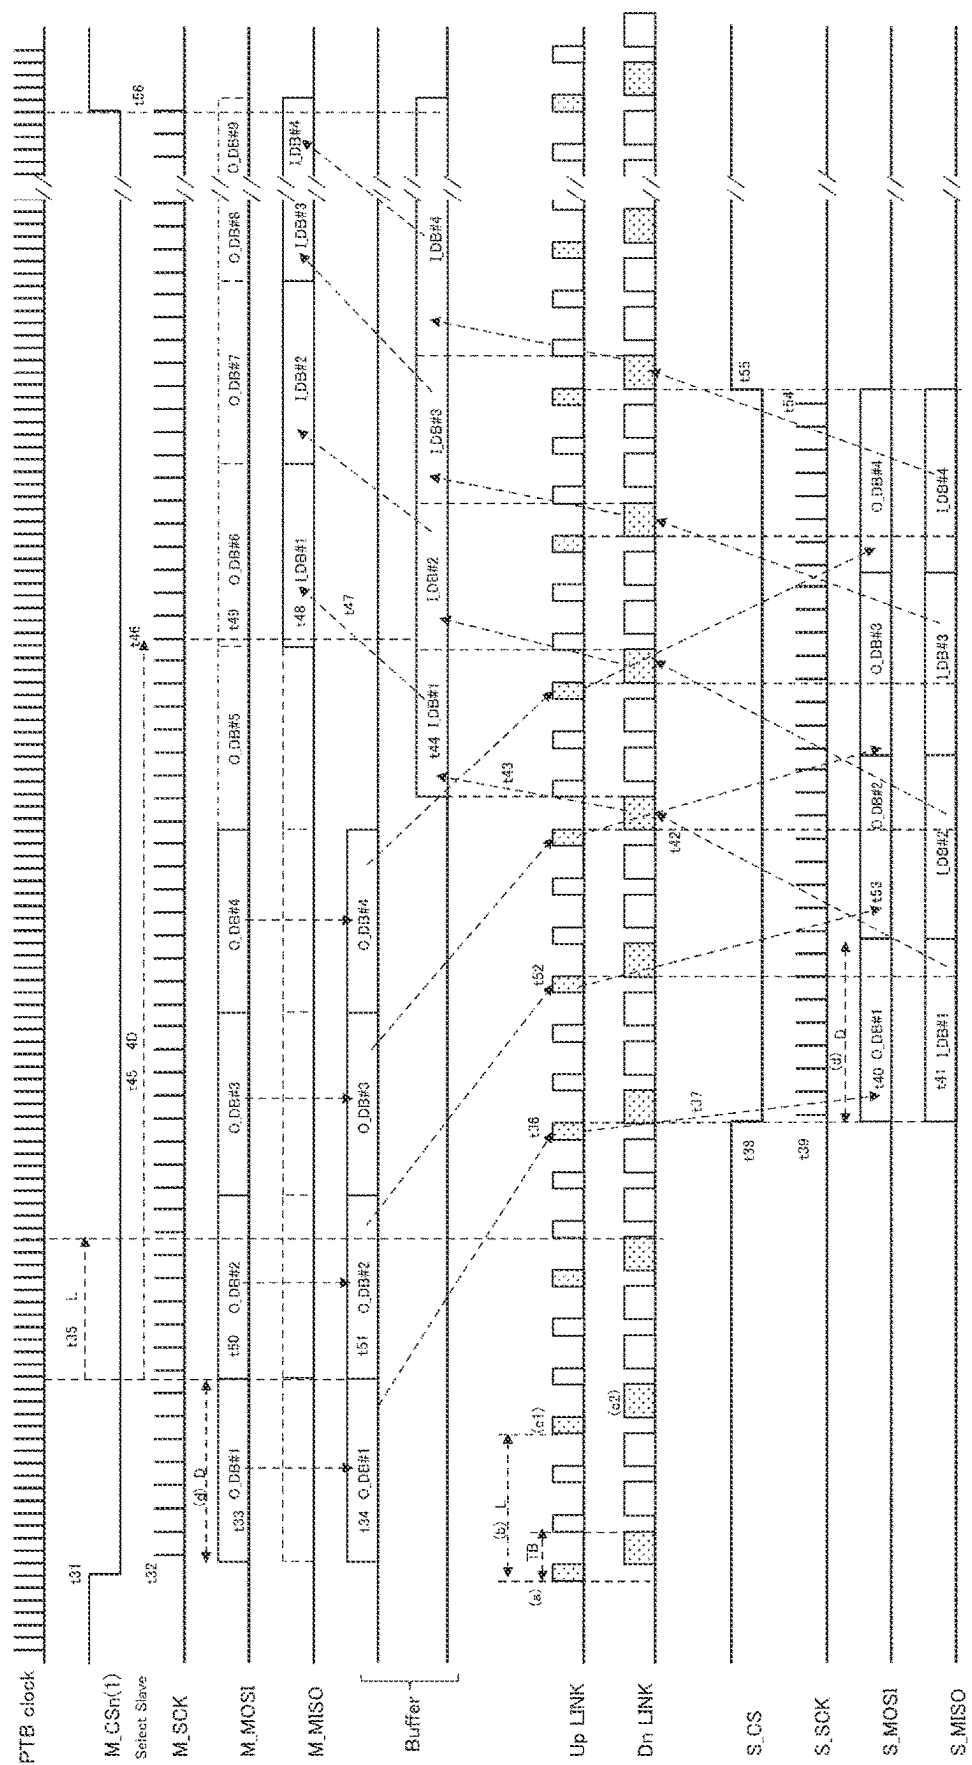 PTB clock
t31
t35 L
M_CSn(1)
Select Slave
t45 4D
t46
t56
M_SCK
t32
(d) D
M_MOSI
t33 O_DB#1
t50 O_DB#2
O_DB#3
O_DB#4
O_DB#5
t49 O_DB#6
O_DB#7
O_DB#8
O_DB#9
M_MISO
t48 I_DB#1
I_DB#2
I_DB#3
I_DB#4
Buffer
t34 O_DB#1
t51 O_DB#2
O_DB#3
O_DB#4
t47
t44 I_DB#1
I_DB#2
I_DB#3
I_DB#4
t43
(b) L
(a)
TB
(c1)
t36
t52
Up LINK
(c2)
Dn LINK
t42
t37
S_CS
t38
t55
S_SCK
t39
t54
(d) D
S_MOSI
t40 O_DB#1
t53
O_DB#2
O_DB#3
O_DB#4
S_MISO
t41 I_DB#1
I_DB#2
I_DB#3
I_DB#4